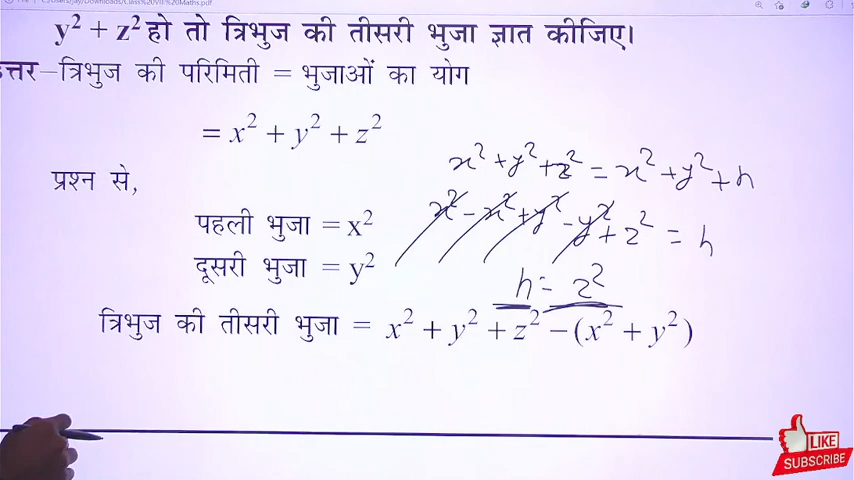 y² + z² हो तो त्रिभुज की तीसरी भुजा ज्ञात कीजिए।
त्तर–त्रिभुज की परिमिती = भुजाओं का योग
= x² + y² + z²
x² + y² + z² = x² + y² + h
प्रश्न से,
x² - x² + y² - y² + z² = h
पहली भुजा = x²
दूसरी भुजा = y²
h = z²
त्रिभुज की तीसरी भुजा = x² + y² + z² – (x² + y²)
LIKE
SUBSCRIBE